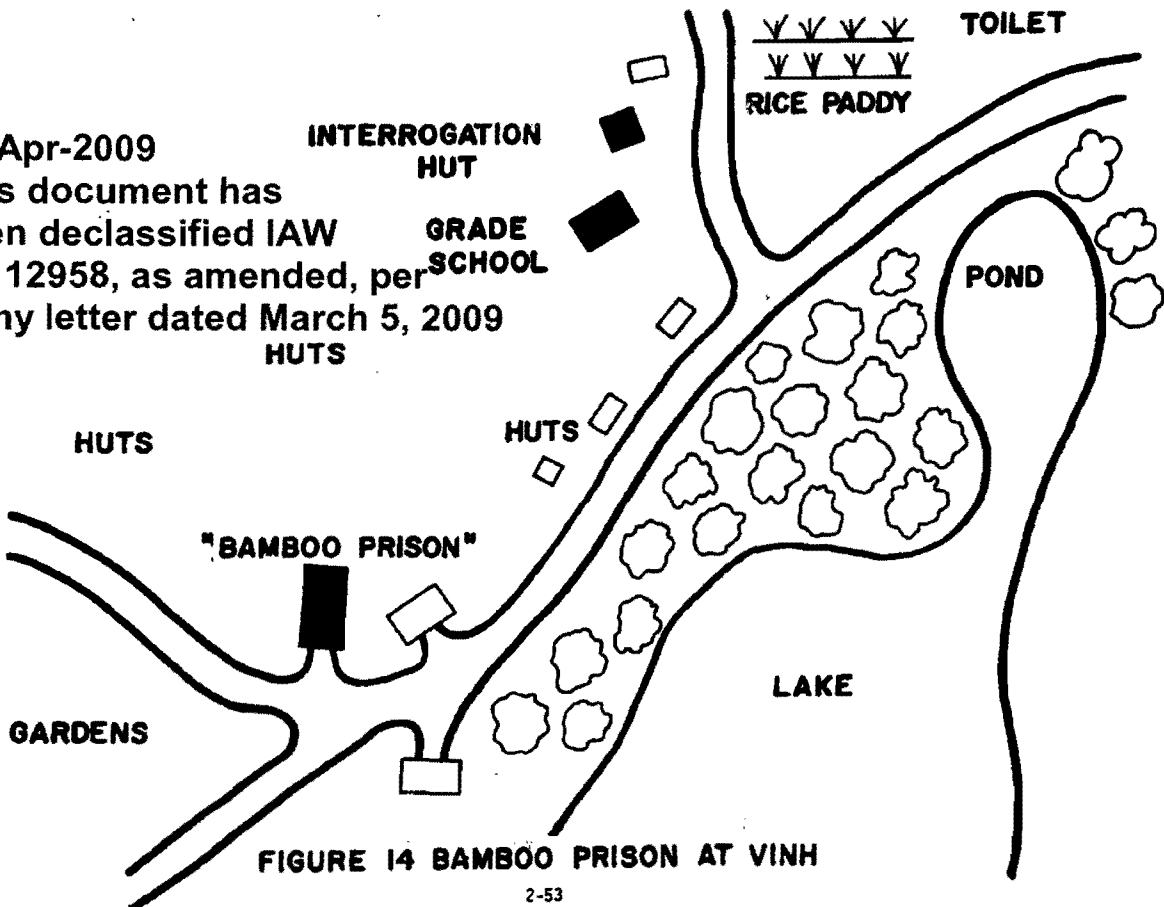 TOILET
RICE PADDY
Apr-2009
s document has
en declassified IAW
12958, as amended, per
ny letter dated March 5, 2009
INTERROGATION
HUT
GRADE
SCHOOL
POND
HUTS
HUTS
HUTS
"BAMBOO PRISON"
LAKE
GARDENS
FIGURE 14 BAMBOO PRISON AT VINH
2-53